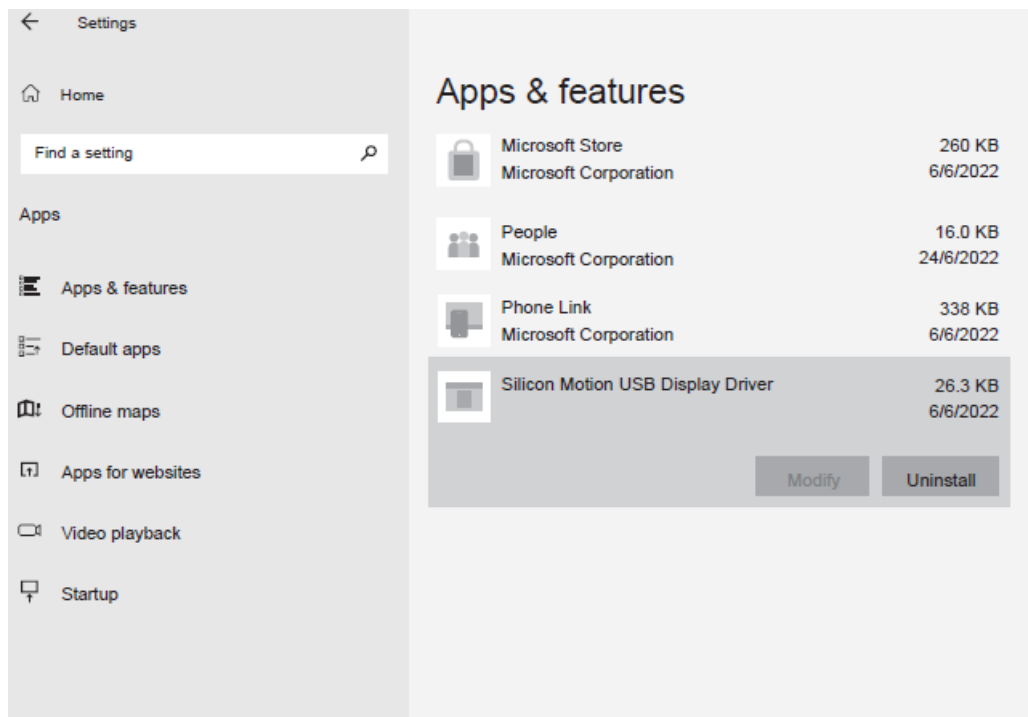 Settings
Home
Find a setting
Apps
Apps & features
Default apps
Offline maps
Apps for websites
Video playback
Startup
Apps & features
Microsoft Store 260 KB
Microsoft Corporation 6/6/2022
People 16.0 KB
Microsoft Corporation 24/6/2022
Phone Link 338 KB
Microsoft Corporation 6/6/2022
Silicon Motion USB Display Driver 26.3 KB
6/6/2022
Modify Uninstall